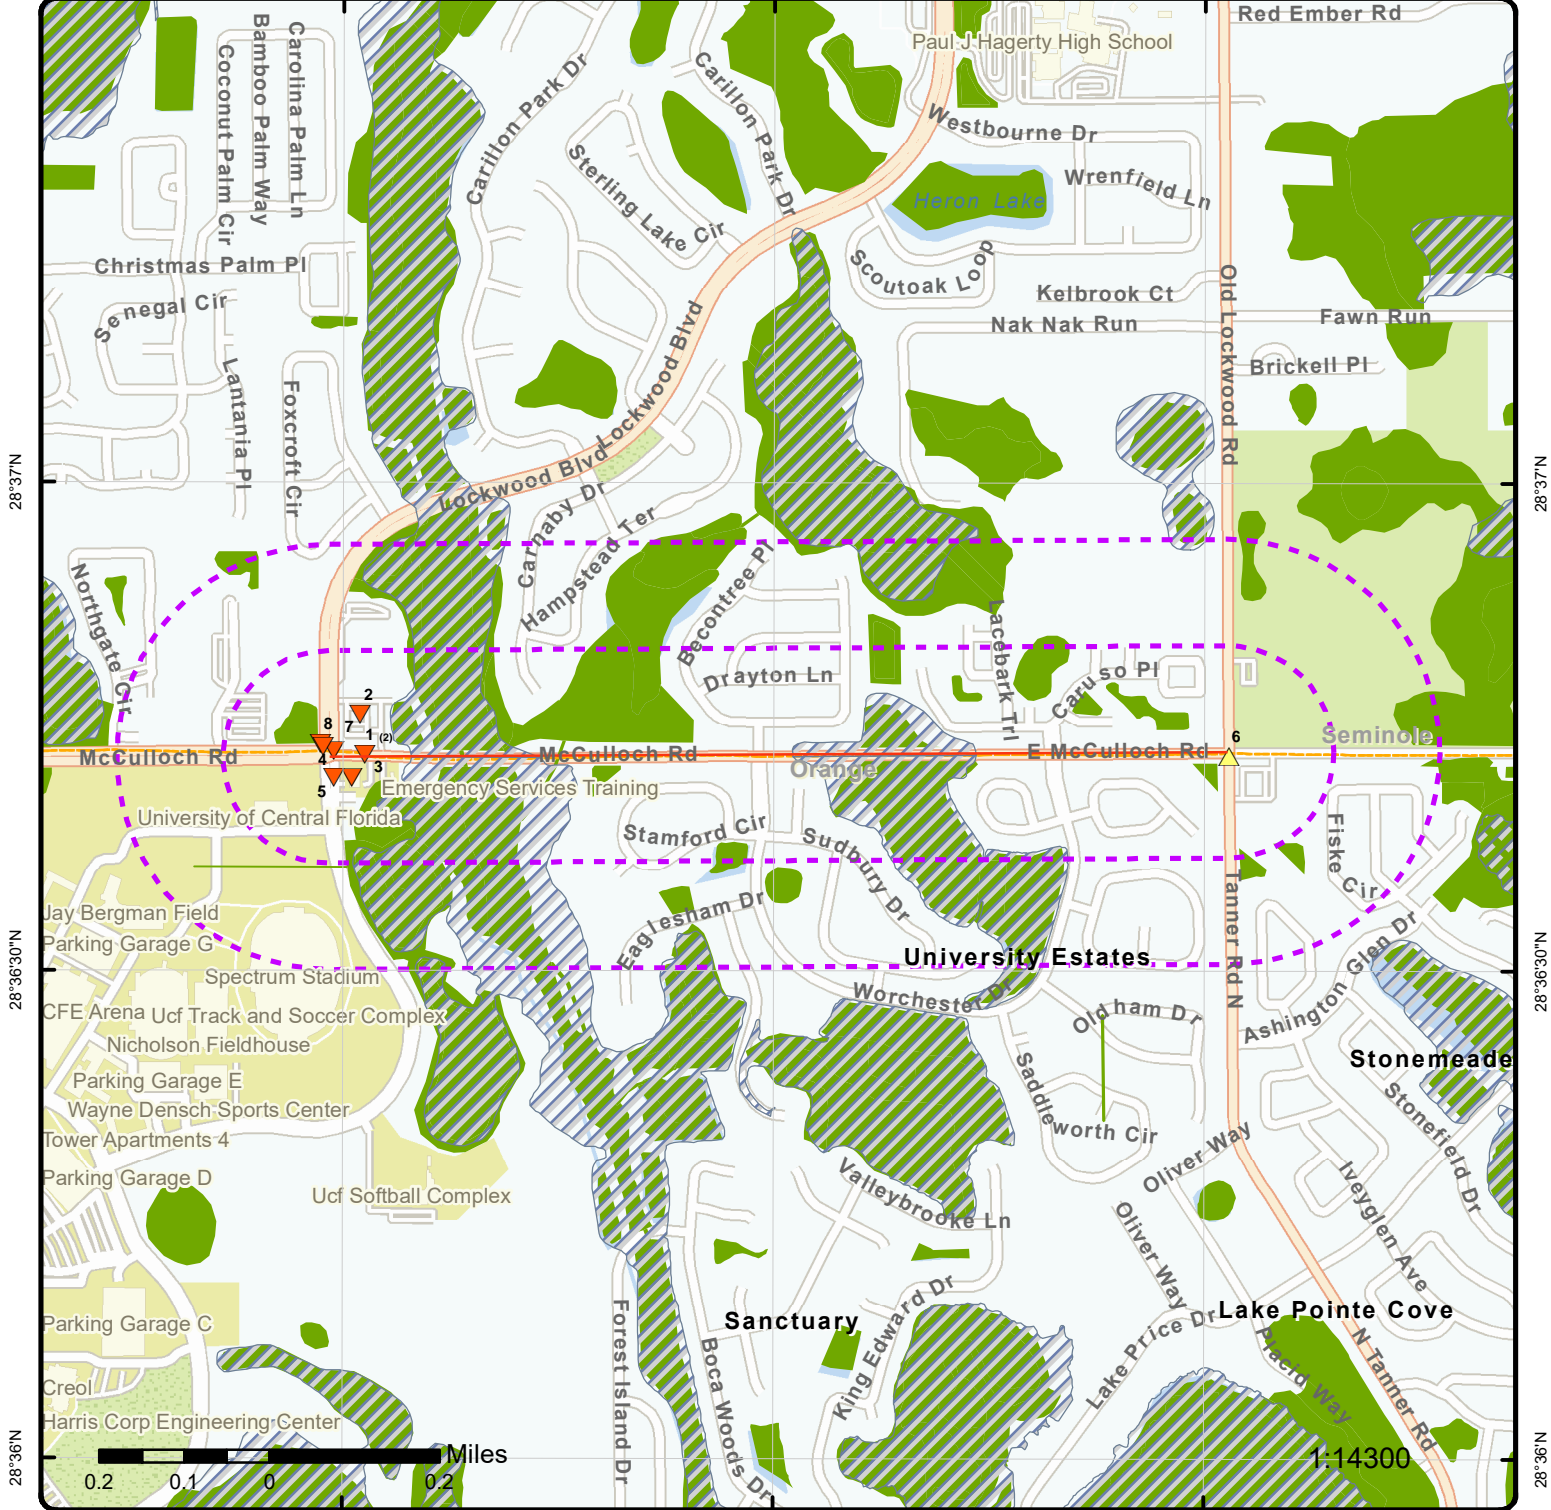 Red Ember Rd
Paul J Hagerty High School
Carolina Palm Ln
Bamboo Palm Way
Coconut Palm Cir
Carillon Park Dr
Carillon Park Dr
Westbourne Dr
Sterling Lake Cir
Wrenfield Ln
Heron Lake
Christmas Palm Pl
Scoutoak Loop
Senegal Cir
Kelbrook Ct
Nak Nak Run
Old Lockwood Rd
Fawn Run
Brickell Pl
Lantania Pl
Foxcroft Cir
Lockwood Blvd
Lockwood Blvd
28°37'N
28°37'N
Carnaby Dr
Hampstead Ter
Becontree Pl
Northgate Cir
Lacebark Trl
Drayton Ln
Caruso Pl
2
8
7
1 (2)
6
Seminole
McCulloch Rd
McCulloch Rd
E McCulloch Rd
4
3
Orange
5
Emergency Services Training
University of Central Florida
Stamford Cir
Sudbury Dr
Fiske Cir
Tanner Rd N
Jay Bergman Field
Eaglesham Dr
Parking Garage G
University Estates
Ashington Glen Dr
28°36'30"N
28°36'30"N
Spectrum Stadium
Worchester Dr
CFE Arena
Ucf Track and Soccer Complex
Oldham Dr
Nicholson Fieldhouse
Stonemeade
Parking Garage E
Saddleworth Cir
Wayne Densch Sports Center
Stonefield Dr
Tower Apartments 4
Oliver Way
Parking Garage D
Valleybrooke Ln
Iveyglen Ave
Ucf Softball Complex
Oliver Way
Parking Garage C
Forest Island Dr
Sanctuary
King Edward Dr
Lake Price Dr
Lake Pointe Cove
Boca Woods Dr
Placid Way
N Tanner Rd
Creol
Harris Corp Engineering Center
28°36'N
28°36'N
Miles
0.2 0.1 0 0.2
1:14300